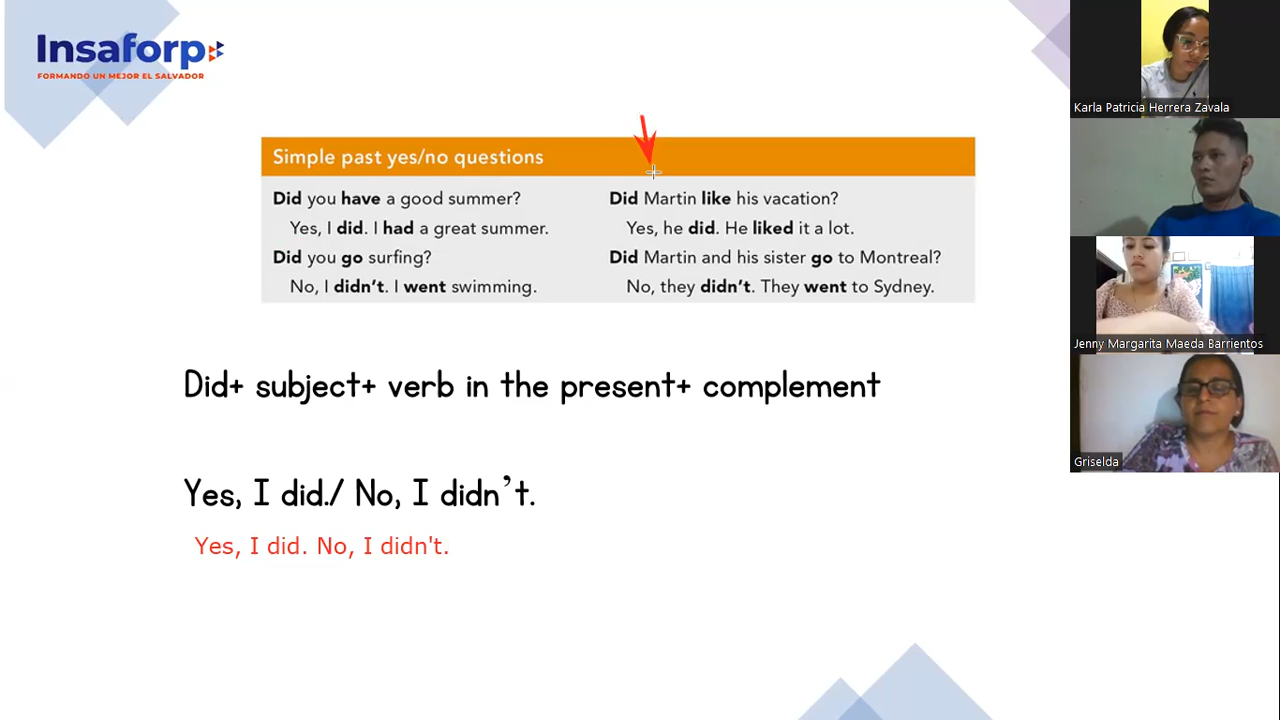 Insaforp
FORMANDO UN MEJOR EL SALVADOR
Simple past yes/no questions
Did you have a good summer?
Yes, I did. I had a great summer.
Did you go surfing?
No, I didn't. I went swimming.
Did Martin like his vacation?
Yes, he did. He liked it a lot.
Did Martin and his sister go to Montreal?
No, they didn't. They went to Sydney.
Did+ subject+ verb in the present+ complement
Yes, I did./ No, I didn't.
Yes, I did. No, I didn't.
Karla Patricia Herrera Zavala
Jenny Margarita Maeda Barrientos
Griselda